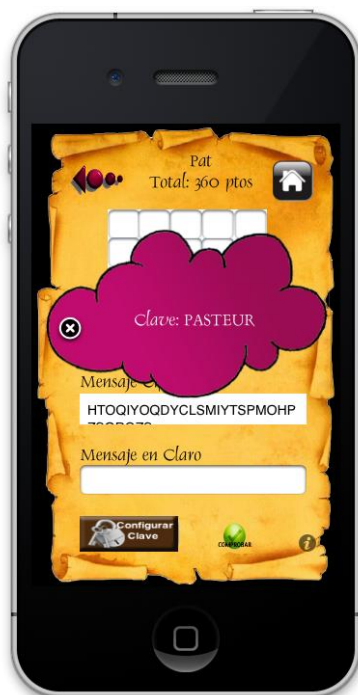 Pat
Total: 360 ptos
Clave: PASTEUR
Mensaje
HTOQIYOQDYCLSMIYTSPMOHP
Mensaje en Claro
Configurar
Clave
COMPROBAR